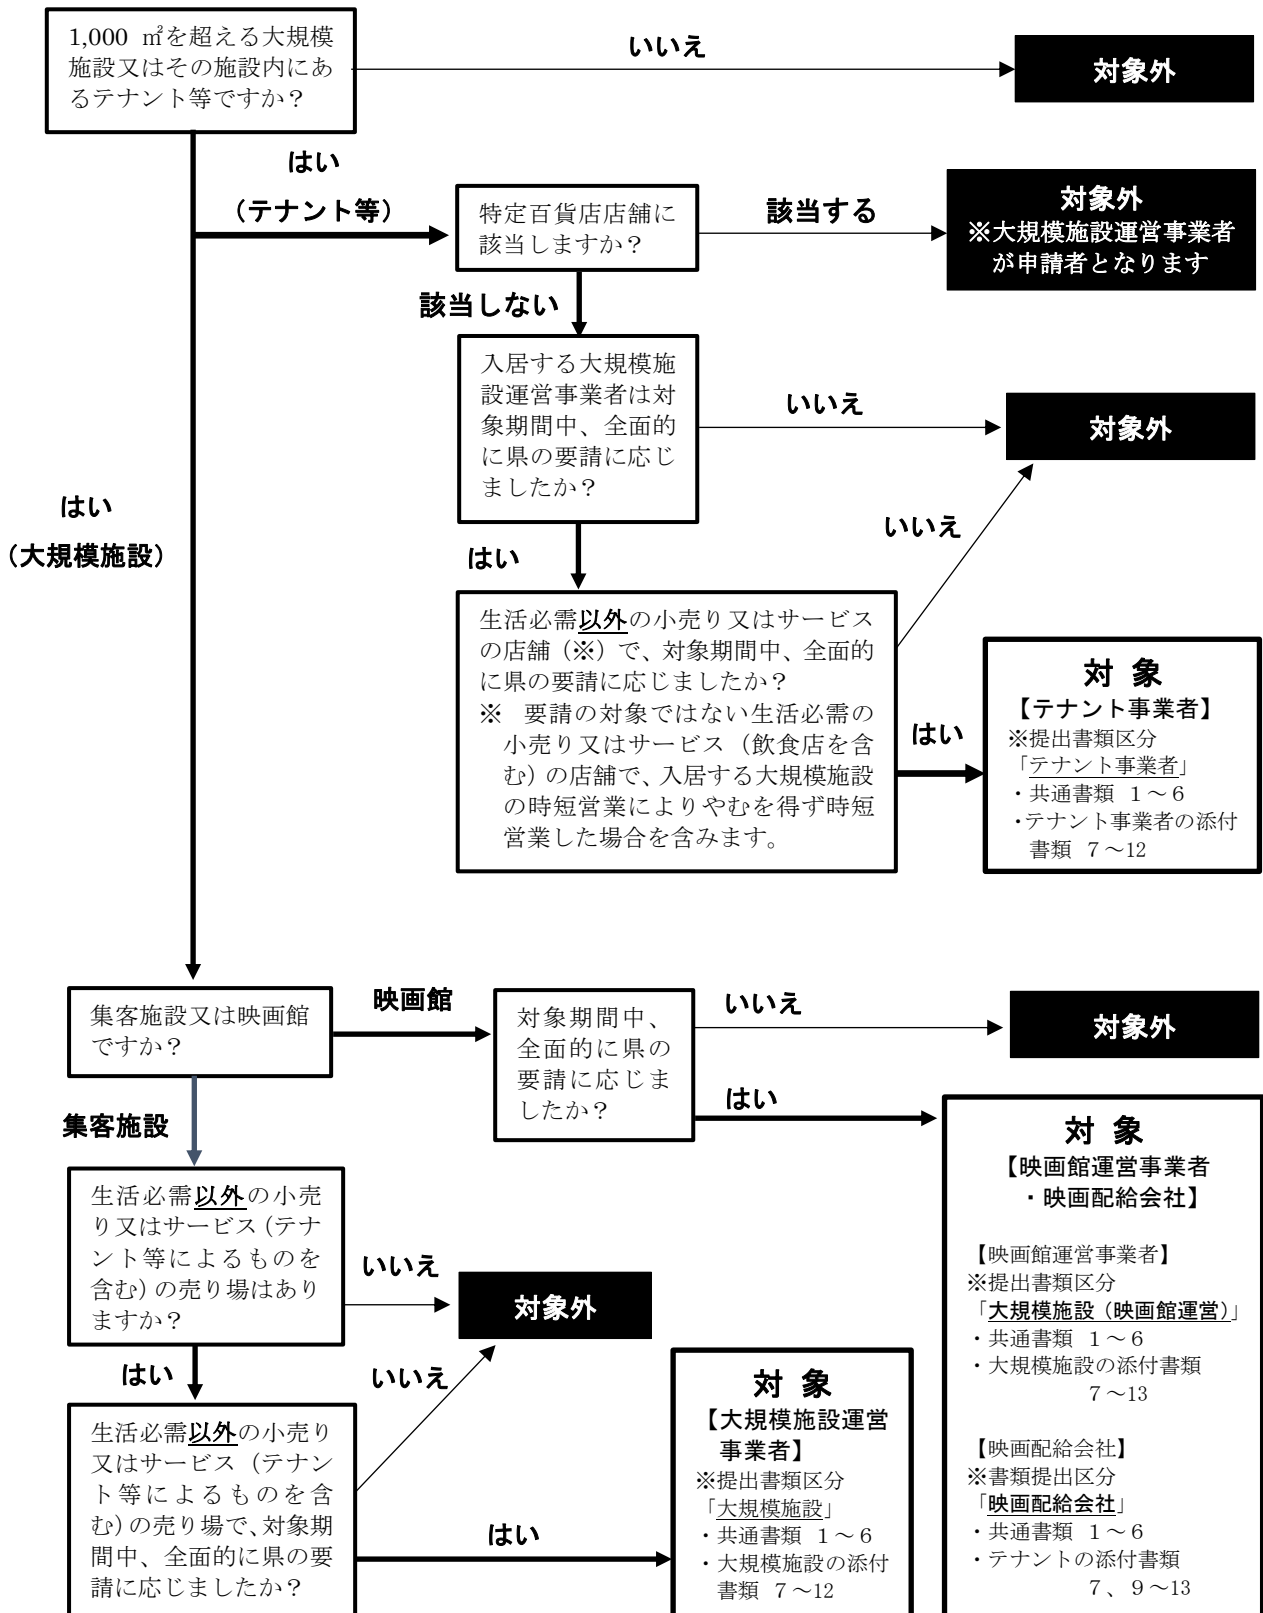 1,000 ㎡を超える大規模
施設又はその施設内にあ
るテナント等ですか？
いいえ
対象外
はい
（テナント等）
特定百貨店店舗に
該当しますか？
該当する
対象外
※大規模施設運営事業者
が申請者となります
該当しない
入居する大規模施
設運営事業者は対
象期間中、全面的
に県の要請に応じ
ましたか？
いいえ
対象外
いいえ
はい
はい
（大規模施設）
生活必需以外の小売り又はサービス
の店舗（※）で、対象期間中、全面的
に県の要請に応じましたか？
※　要請の対象ではない生活必需の
小売り又はサービス（飲食店を含
む）の店舗で、入居する大規模施設
の時短営業によりやむを得ず時短
営業した場合を含みます。
はい
対 象
【テナント事業者】
※提出書類区分
「テナント事業者」
・共通書類 １～６
・テナント事業者の添付
書類 ７～12
集客施設又は映画館
ですか？
映画館
対象期間中、
全面的に県の
要請に応じま
したか？
いいえ
対象外
はい
集客施設
対 象
【映画館運営事業者
・映画配給会社】
【映画館運営事業者】
※提出書類区分
「大規模施設（映画館運営）」
・共通書類 １～６
・大規模施設の添付書類
７～13
【映画配給会社】
※書類提出区分
「映画配給会社」
・共通書類 １～６
・テナントの添付書類
７、９～13
生活必需以外の小売
り又はサービス（テナ
ント等によるものを
含む）の売り場はあり
ますか？
いいえ
対象外
はい
いいえ
生活必需以外の小売り
又はサービス（テナン
ト等によるものを含
む）の売り場で、対象期
間中、全面的に県の要
請に応じましたか？
はい
対 象
【大規模施設運営
事業者】
※提出書類区分
「大規模施設」
・共通書類 １～６
・大規模施設の添付
書類 ７～12